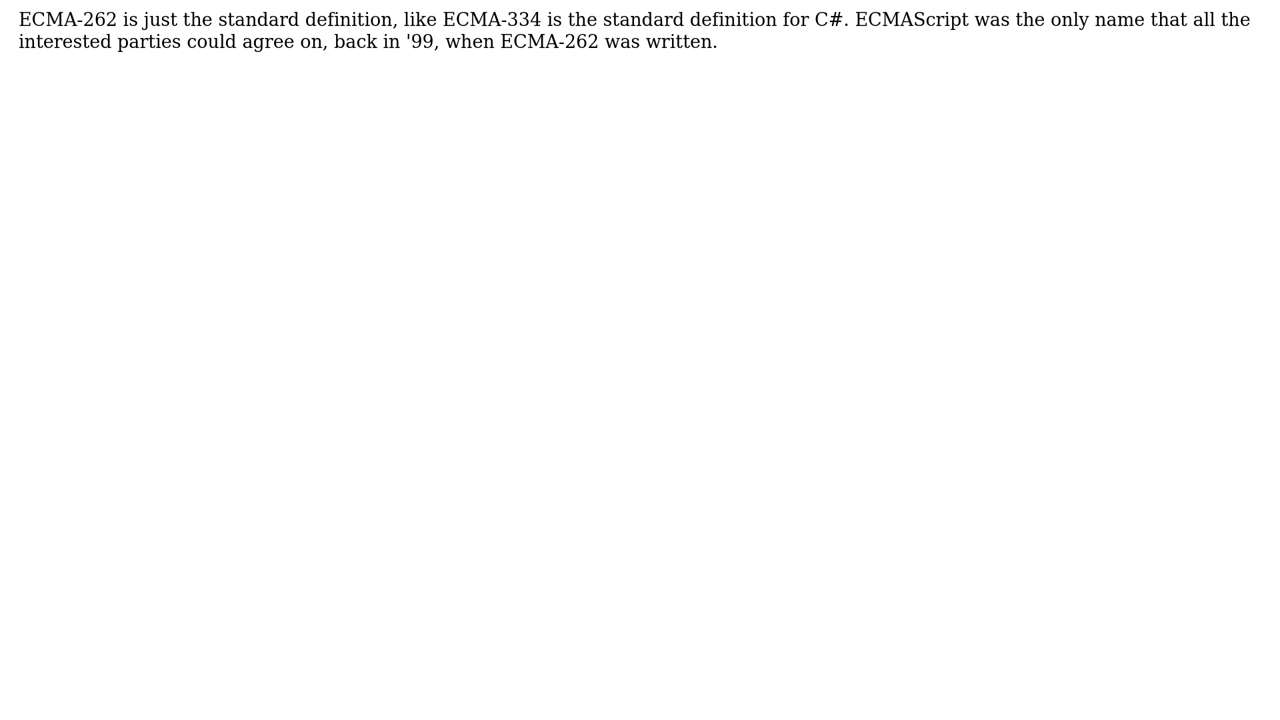 ECMA-262 is just the standard definition, like ECMA-334 is the standard definition for C#. ECMAScript was the only name that all the
interested parties could agree on, back in '99, when ECMA-262 was written.